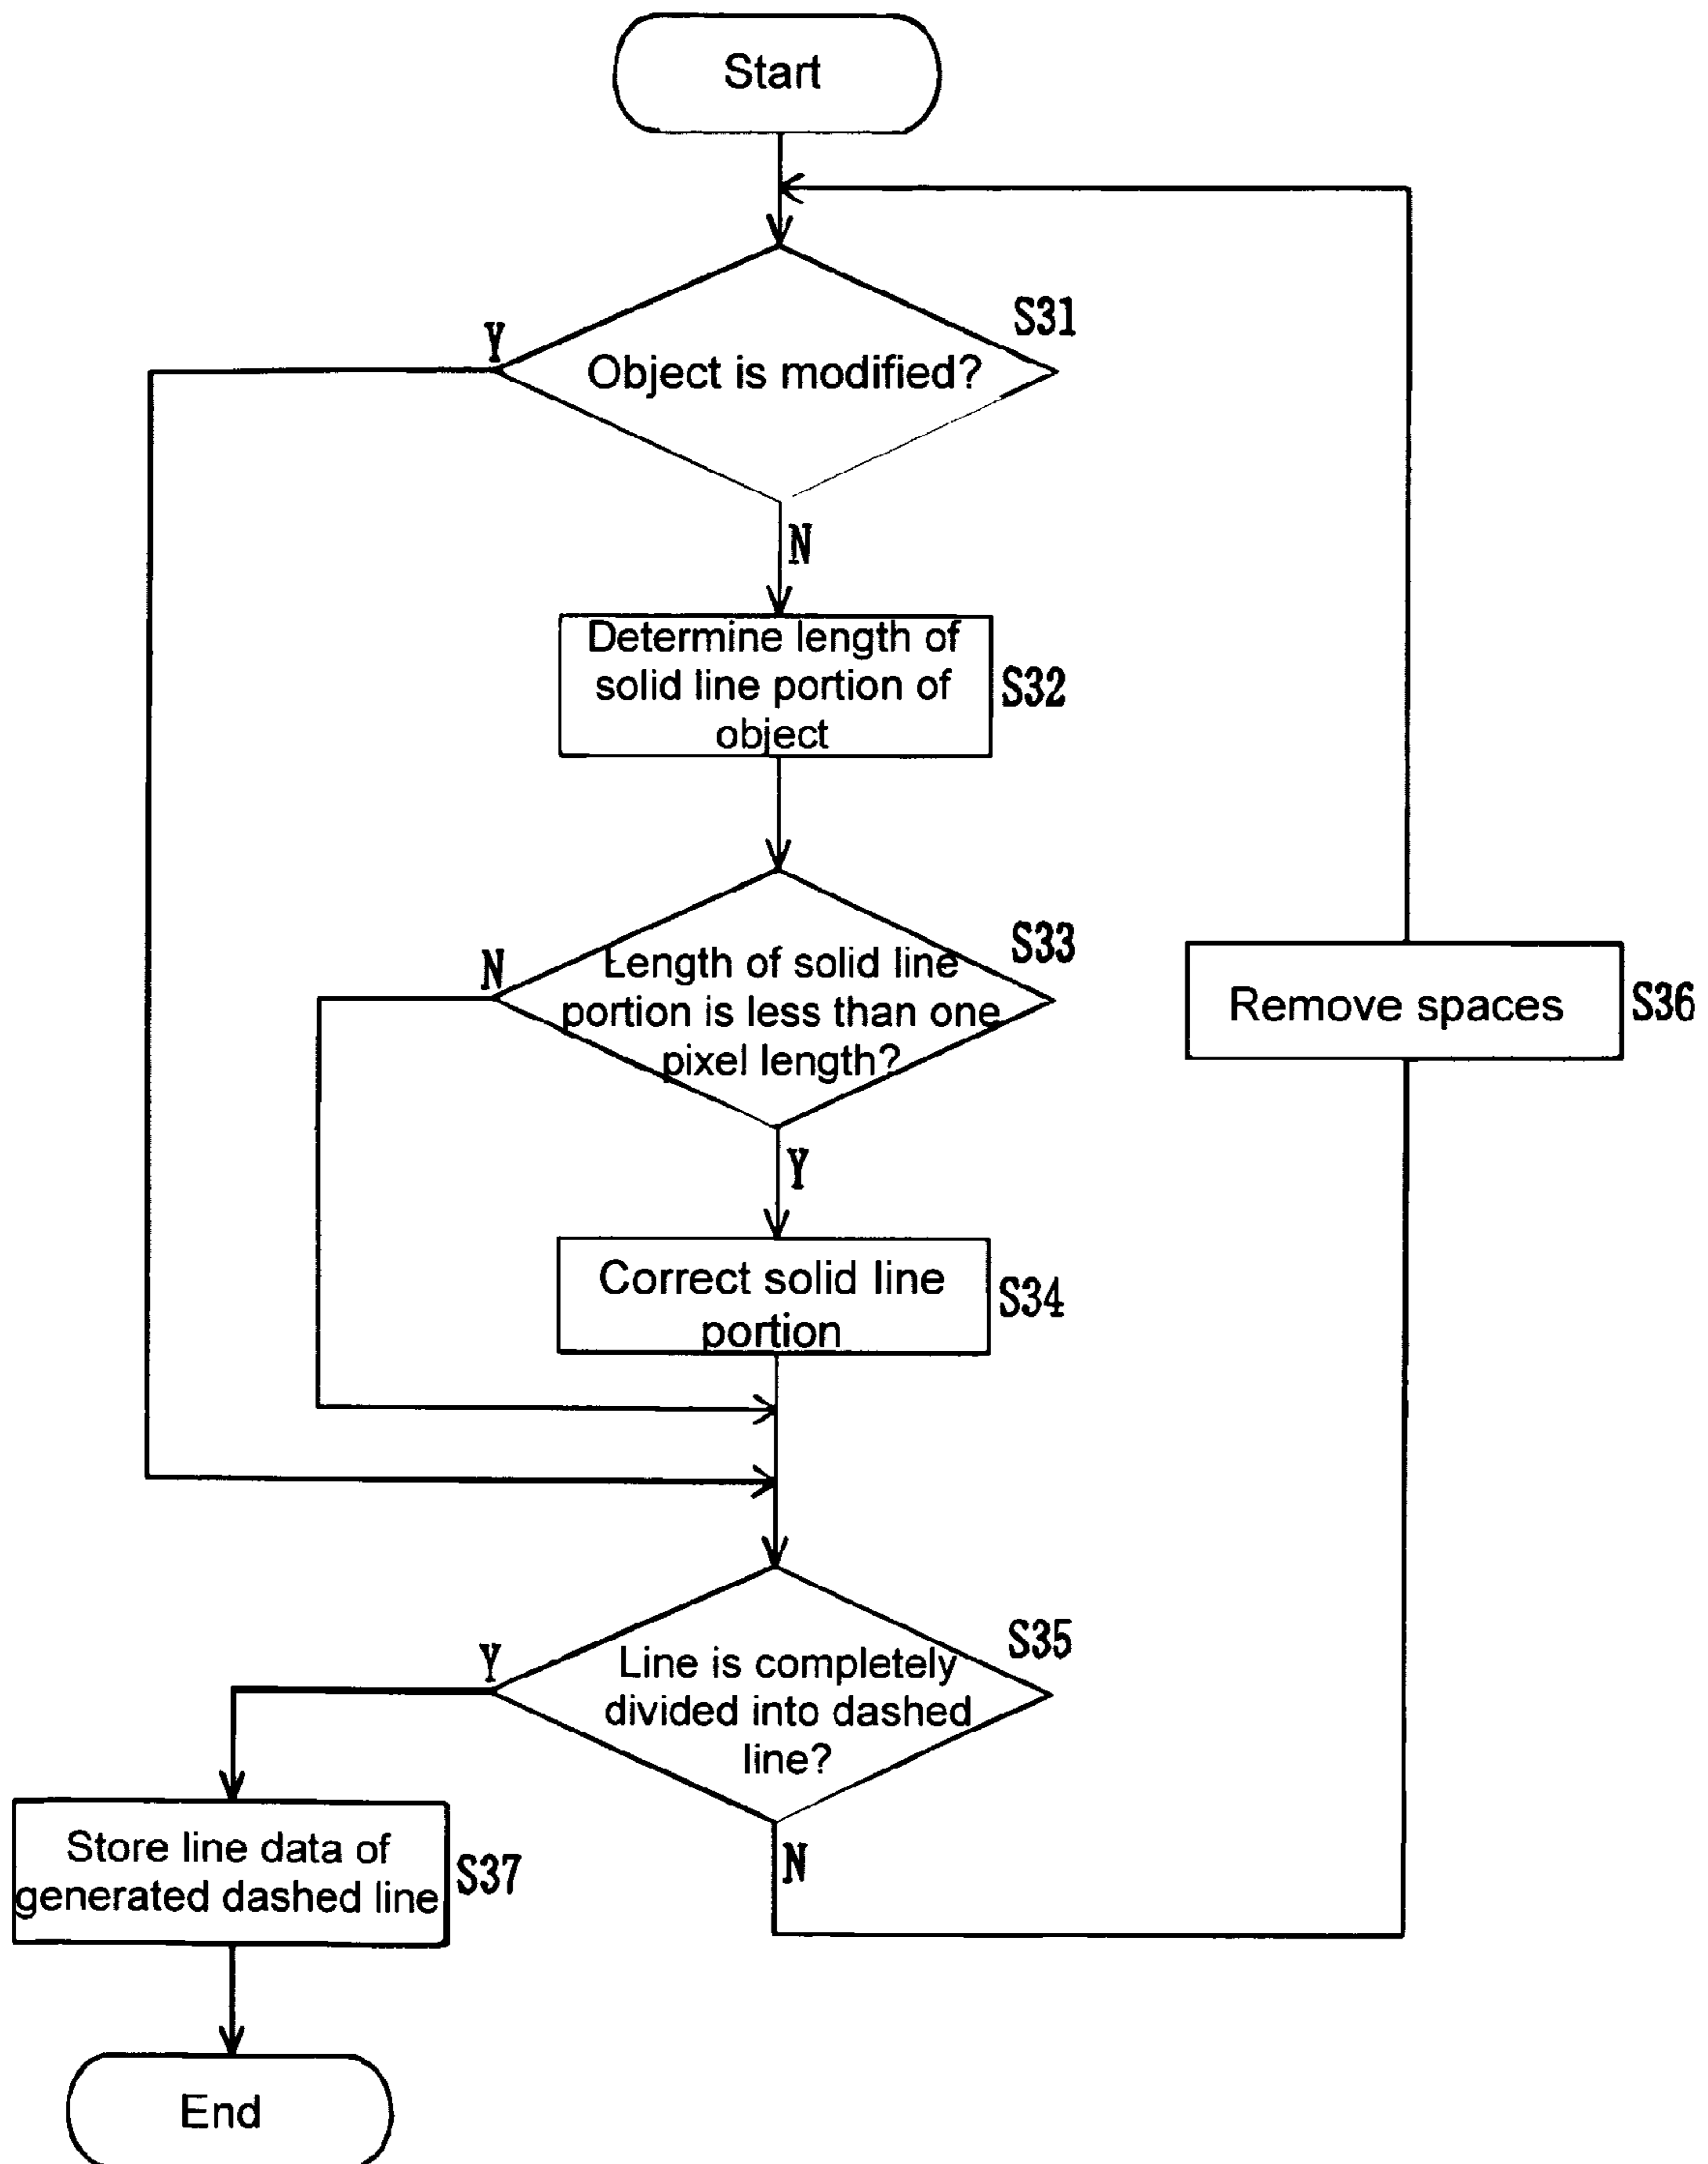 Start
S31
Y
Object is modified?
N
Determine length of
solid line portion of
object
S32
S33
N
Length of solid line
portion is less than one
pixel length?
Remove spaces
S36
Y
Correct solid line
portion
S34
S35
Y
Line is completely
divided into dashed
line?
N
Store line data of
generated dashed line
S37
End